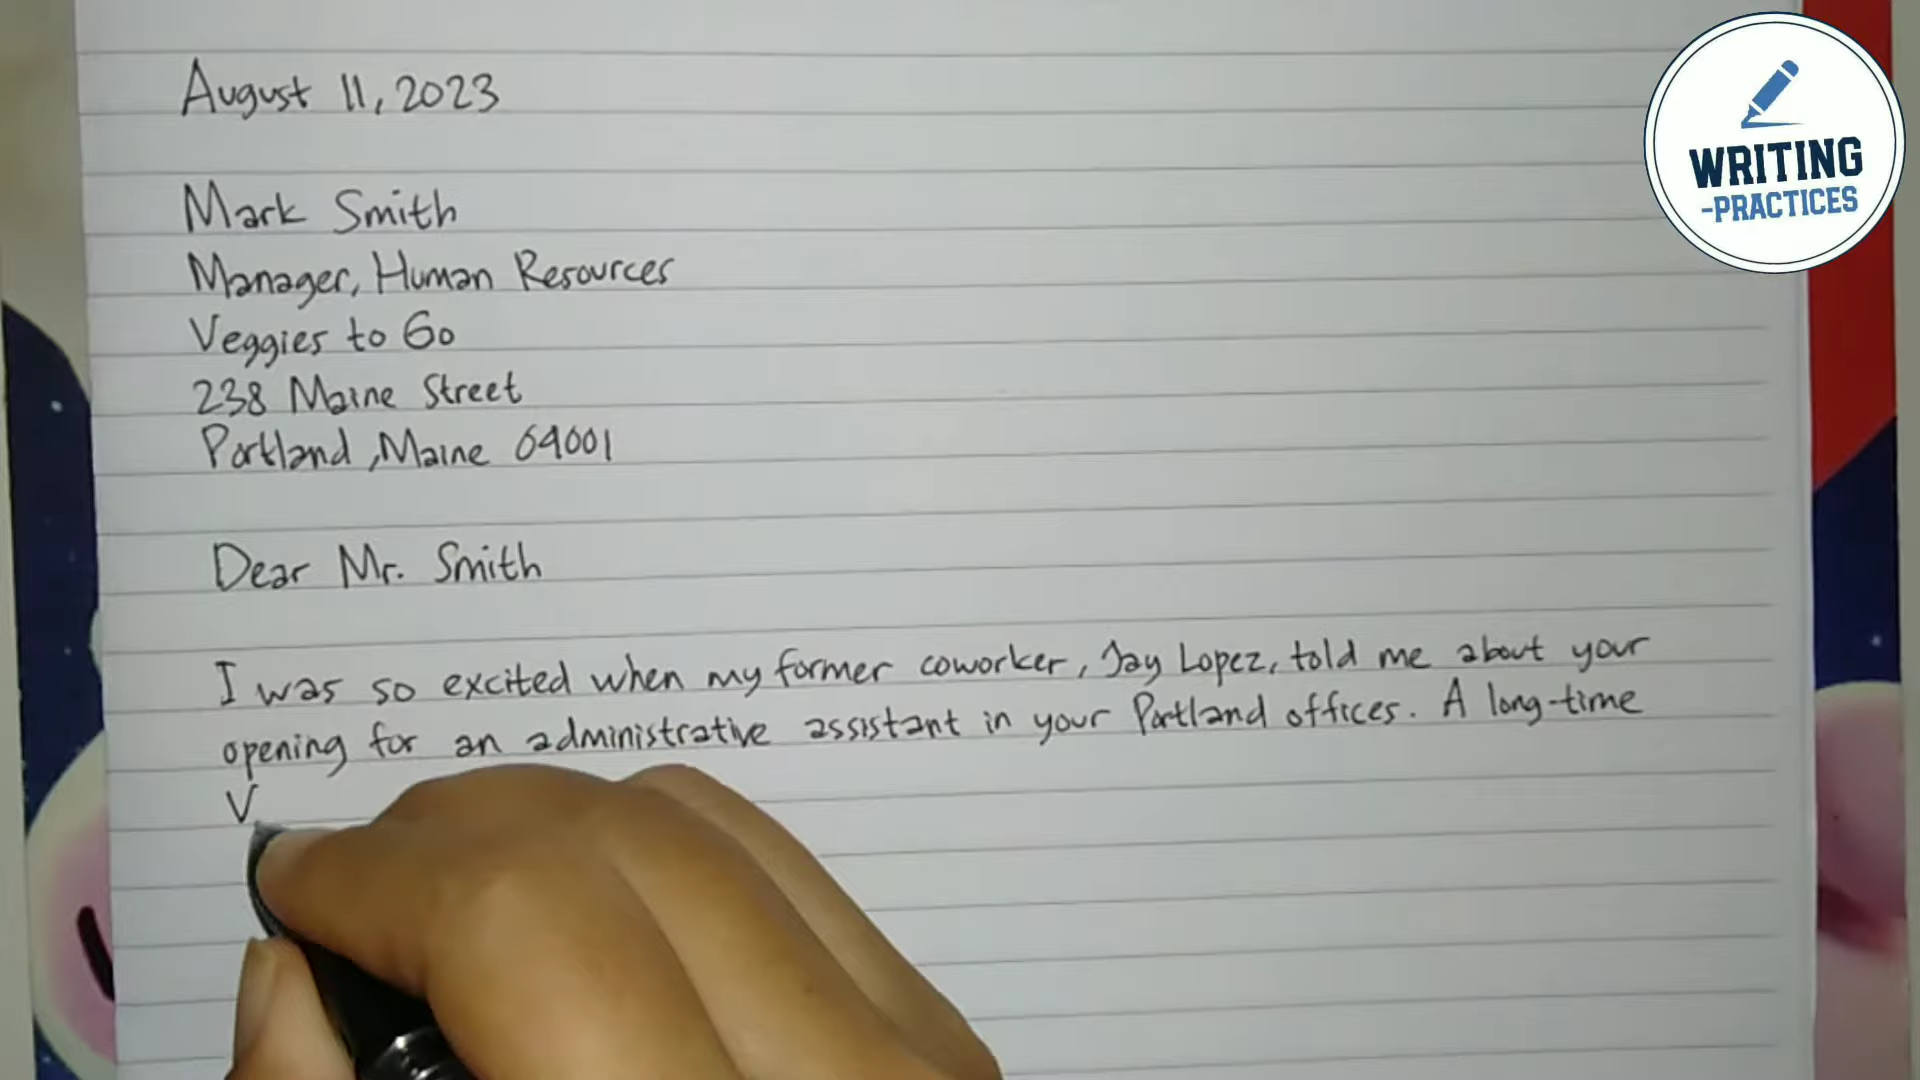 August 11, 2023
Mark Smith
Manager, Human Resources
Veggies to Go
238 Maine Street
Portland, Maine 04001
Dear Mr. Smith
I was so excited when my former coworker, Jay Lopez, told me about your
opening for an administrative assistant in your Portland offices. A long-time
V
WRITING
-PRACTICES